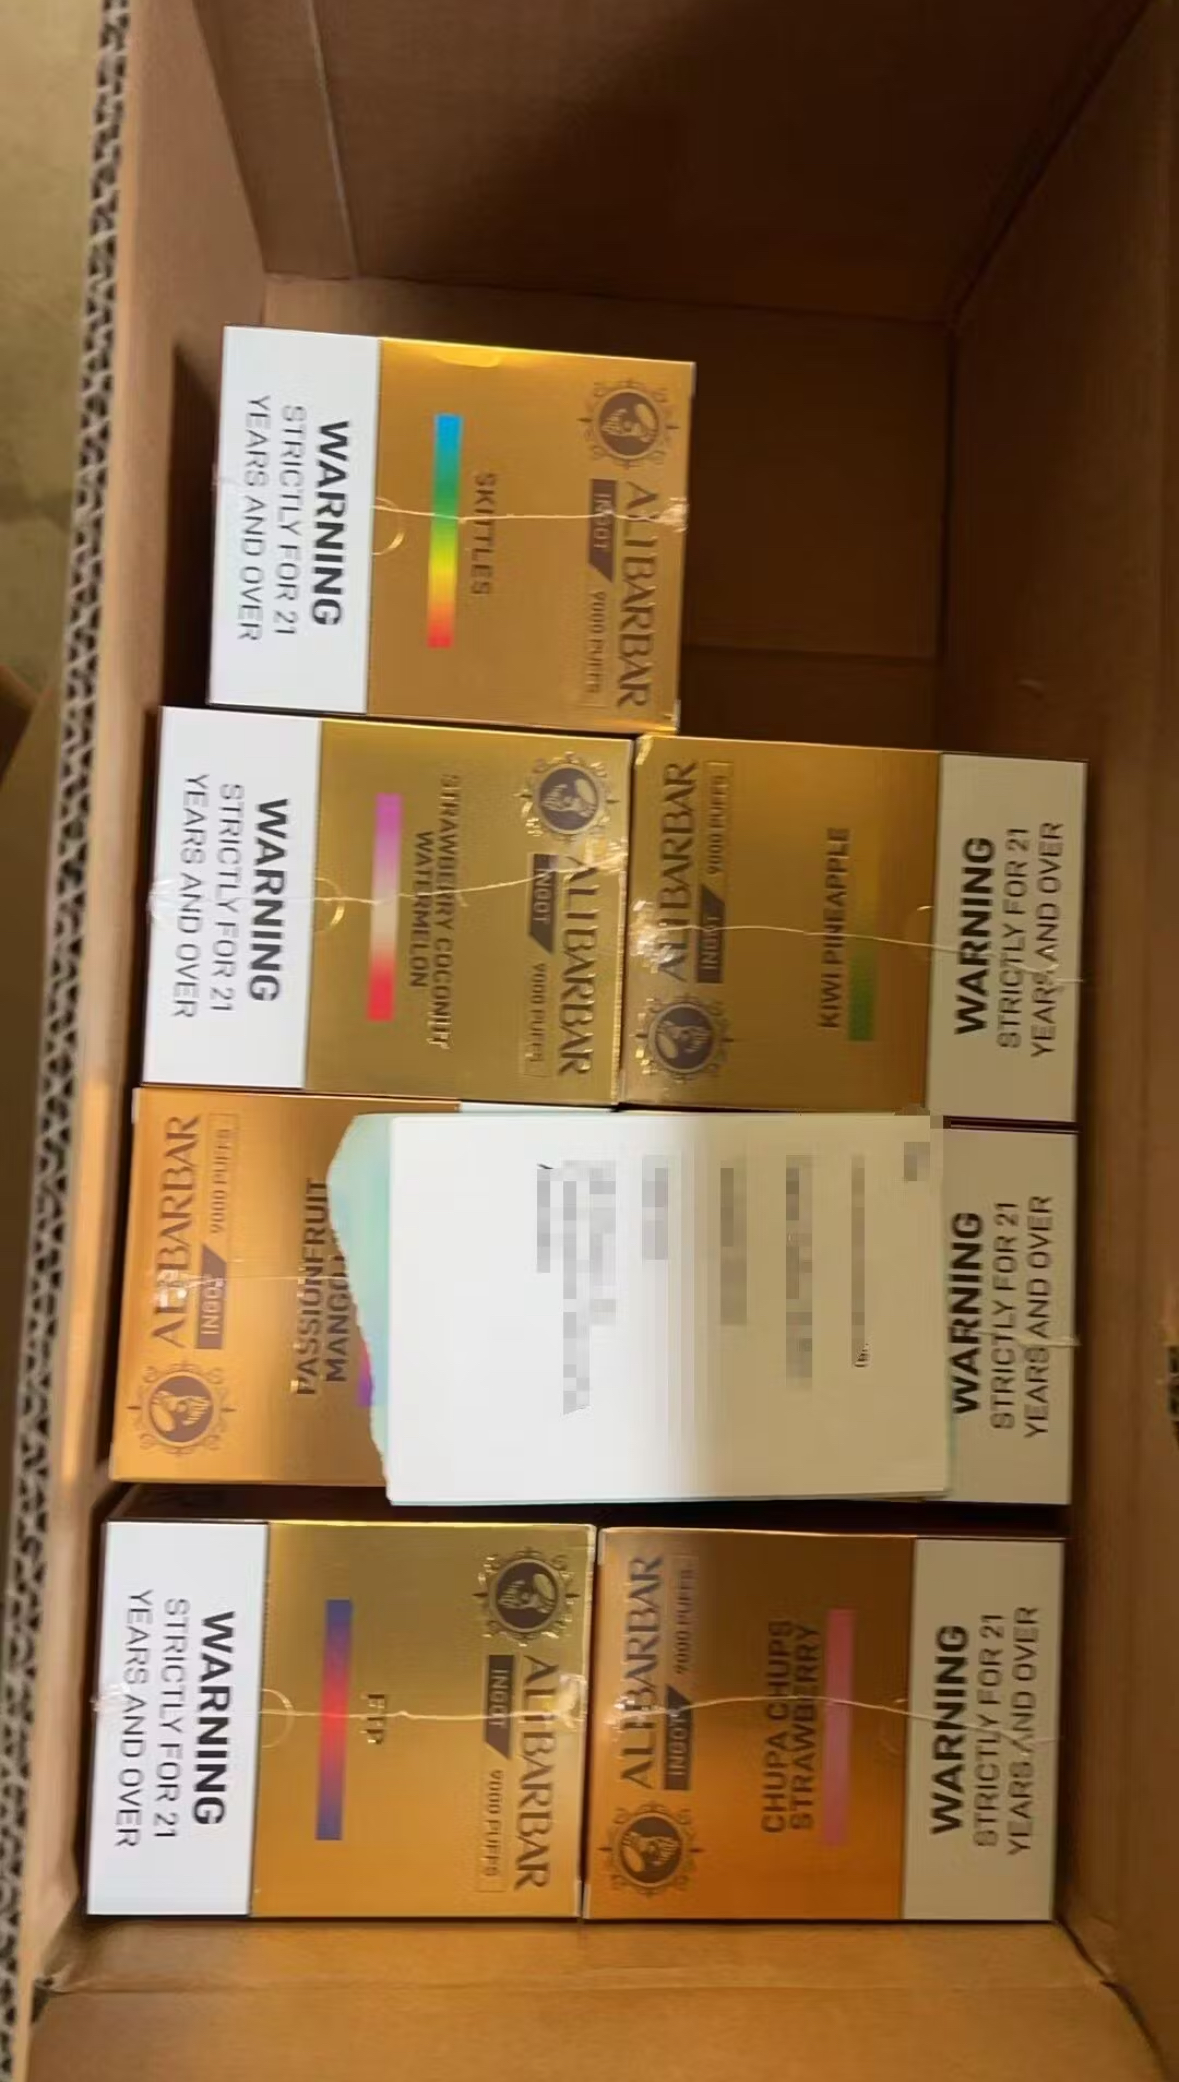 ALIBARBAR
INGOT 9000 PUFFS
SKITTLES
WARNING
STRICTLY FOR 21
YEARS AND OVER
ALIBARBAR
INGOT 9000 PUFFS
STRAWBERRY COCONUT
WATERMELON
WARNING
STRICTLY FOR 21
YEARS AND OVER
ALIBARBAR
INGOT 9000 PUFFS
KIWI PINEAPPLE
WARNING
STRICTLY FOR 21
YEARS AND OVER
ALIBARBAR
INGOT 9000 PUFFS
PASSIONFRUIT
MANGO
WARNING
STRICTLY FOR 21
YEARS AND OVER
ALIBARBAR
INGOT 9000 PUFFS
WARNING
STRICTLY FOR 21
YEARS AND OVER
ALIBARBAR
INGOT 9000 PUFFS
CHUPA CHUPS
STRAWBERRY
WARNING
STRICTLY FOR 21
YEARS AND OVER